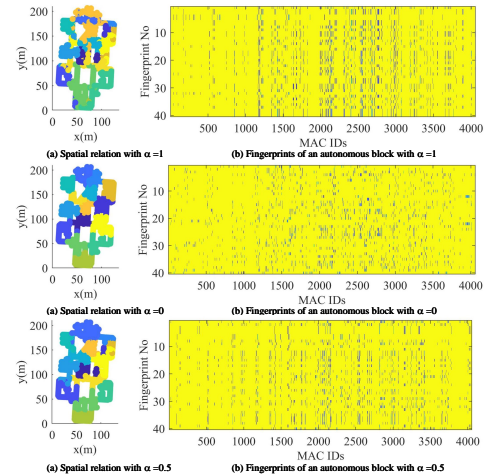 200
150
100
50
0
y(m)
0 50 100
x(m)
10
20
30
40
Fingerprint No
500 1000 1500 2000 2500 3000 3500 4000
MAC IDs
(a) Spatial relation with α =1
(b) Fingerprints of an autonomous block with α =1
200
150
100
50
0
y(m)
0 50 100
x(m)
10
20
30
40
Fingerprint No
500 1000 1500 2000 2500 3000 3500 4000
MAC IDs
(a) Spatial relation with α =0
(b) Fingerprints of an autonomous block with α =0
200
150
100
50
0
y(m)
0 50 100
x(m)
10
20
30
40
Fingerprint No
500 1000 1500 2000 2500 3000 3500 4000
MAC IDs
(a) Spatial relation with α =0.5
(b) Fingerprints of an autonomous block with α =0.5